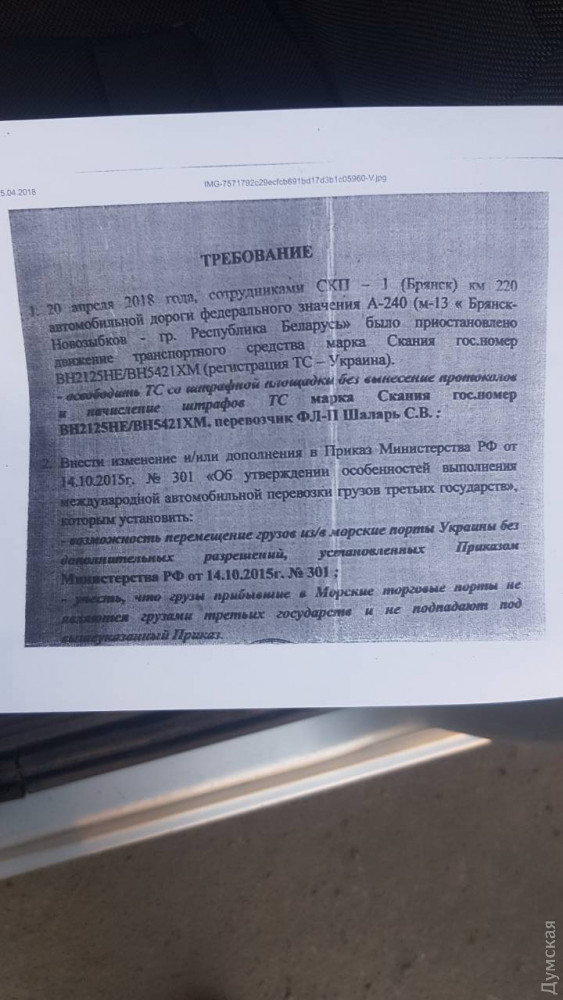 5.04.2018
IMG-7571792c29ecfcb691bd17d3b1c05960-V.jpg
ТРЕБОВАНИЕ
1. 20 апреля 2018 года, сотрудниками СКП – 1 (Брянск) км 220
автомобильной дороги федерального значения А-240 (м-13 « Брянск-
Новозыбков - гр. Республика Беларусь» было приостановлено
движение транспортного средства марка Скания гос.номер
ВН2125НЕ/ВН5421ХМ (регистрация ТС – Украина).
- освободить ТС со штрафной площадки без вынесение протоколов
и начисление штрафов ТС марка Скания гос.номер
ВН2125НЕ/ВН5421ХМ, перевозчик ФЛ-П Шаларь С.В. ;
2. Внести изменение и/или дополнения в Приказ Министерства РФ от
14.10.2015г. № 301 «Об утверждении особенностей выполнения
международной автомобильной перевозки грузов третьих государств»,
которым установить:
- возможность перемещение грузов из/в морские порты Украины без
дополнительных разрешений, установленных Приказом
Министерства РФ от 14.10.2015г. № 301 ;
- учесть, что грузы прибывшие в Морские торговые порты не
являются грузами третьих государств и не подпадают под
вышеуказанный Приказ.
Думская